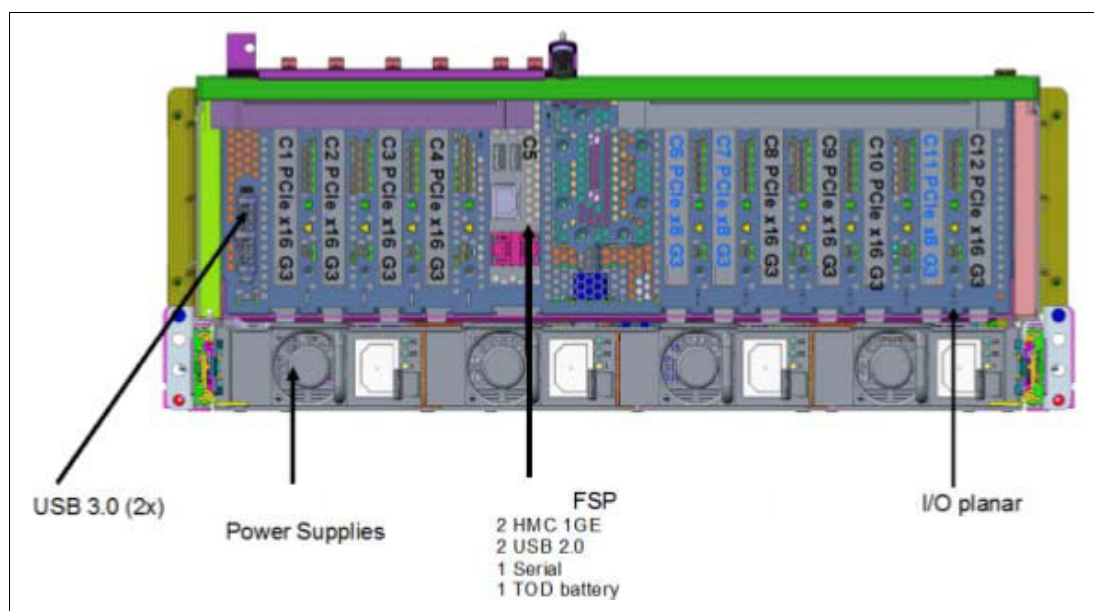 C1 PCIe x16 G3
C2 PCIe x16 G3
C3 PCIe x16 G3
C4 PCIe x16 G3
C5
C6 PCIe x8 G3
C7 PCIe x8 G3
C8 PCIe x16 G3
C9 PCIe x16 G3
C10 PCIe x16 G3
C11 PCIe x8 G3
C12 PCIe x16 G3
USB 3.0 (2x)
Power Supplies
FSP
2 HMC 1GE
2 USB 2.0
1 Serial
1 TOD battery
I/O planar